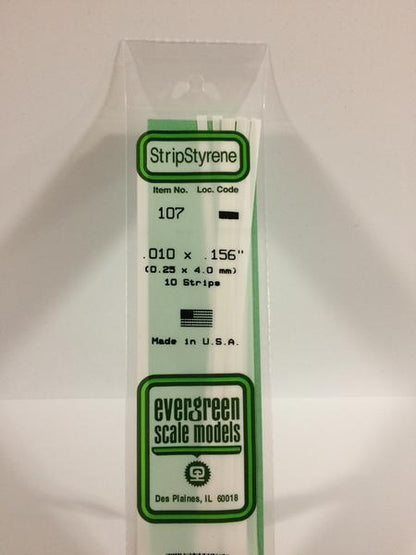 StripStyrene
Item No. Loc. Code
107
.010 x .156"
(0.25 x 4.0 mm)
10 Strips
Made in U.S.A.
evergreen
scale models
Des Plaines, IL 60018